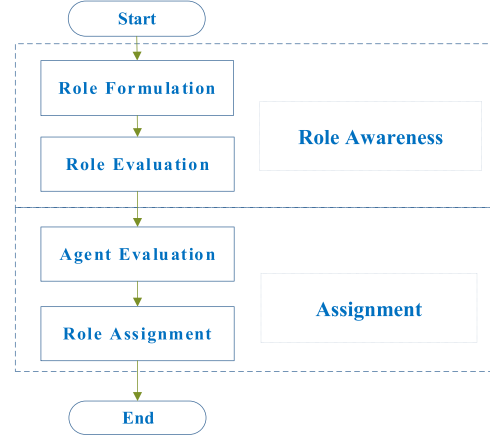 Start
Role Formulation
Role Awareness
Role Evaluation
Agent Evaluation
Assignment
Role Assignment
End